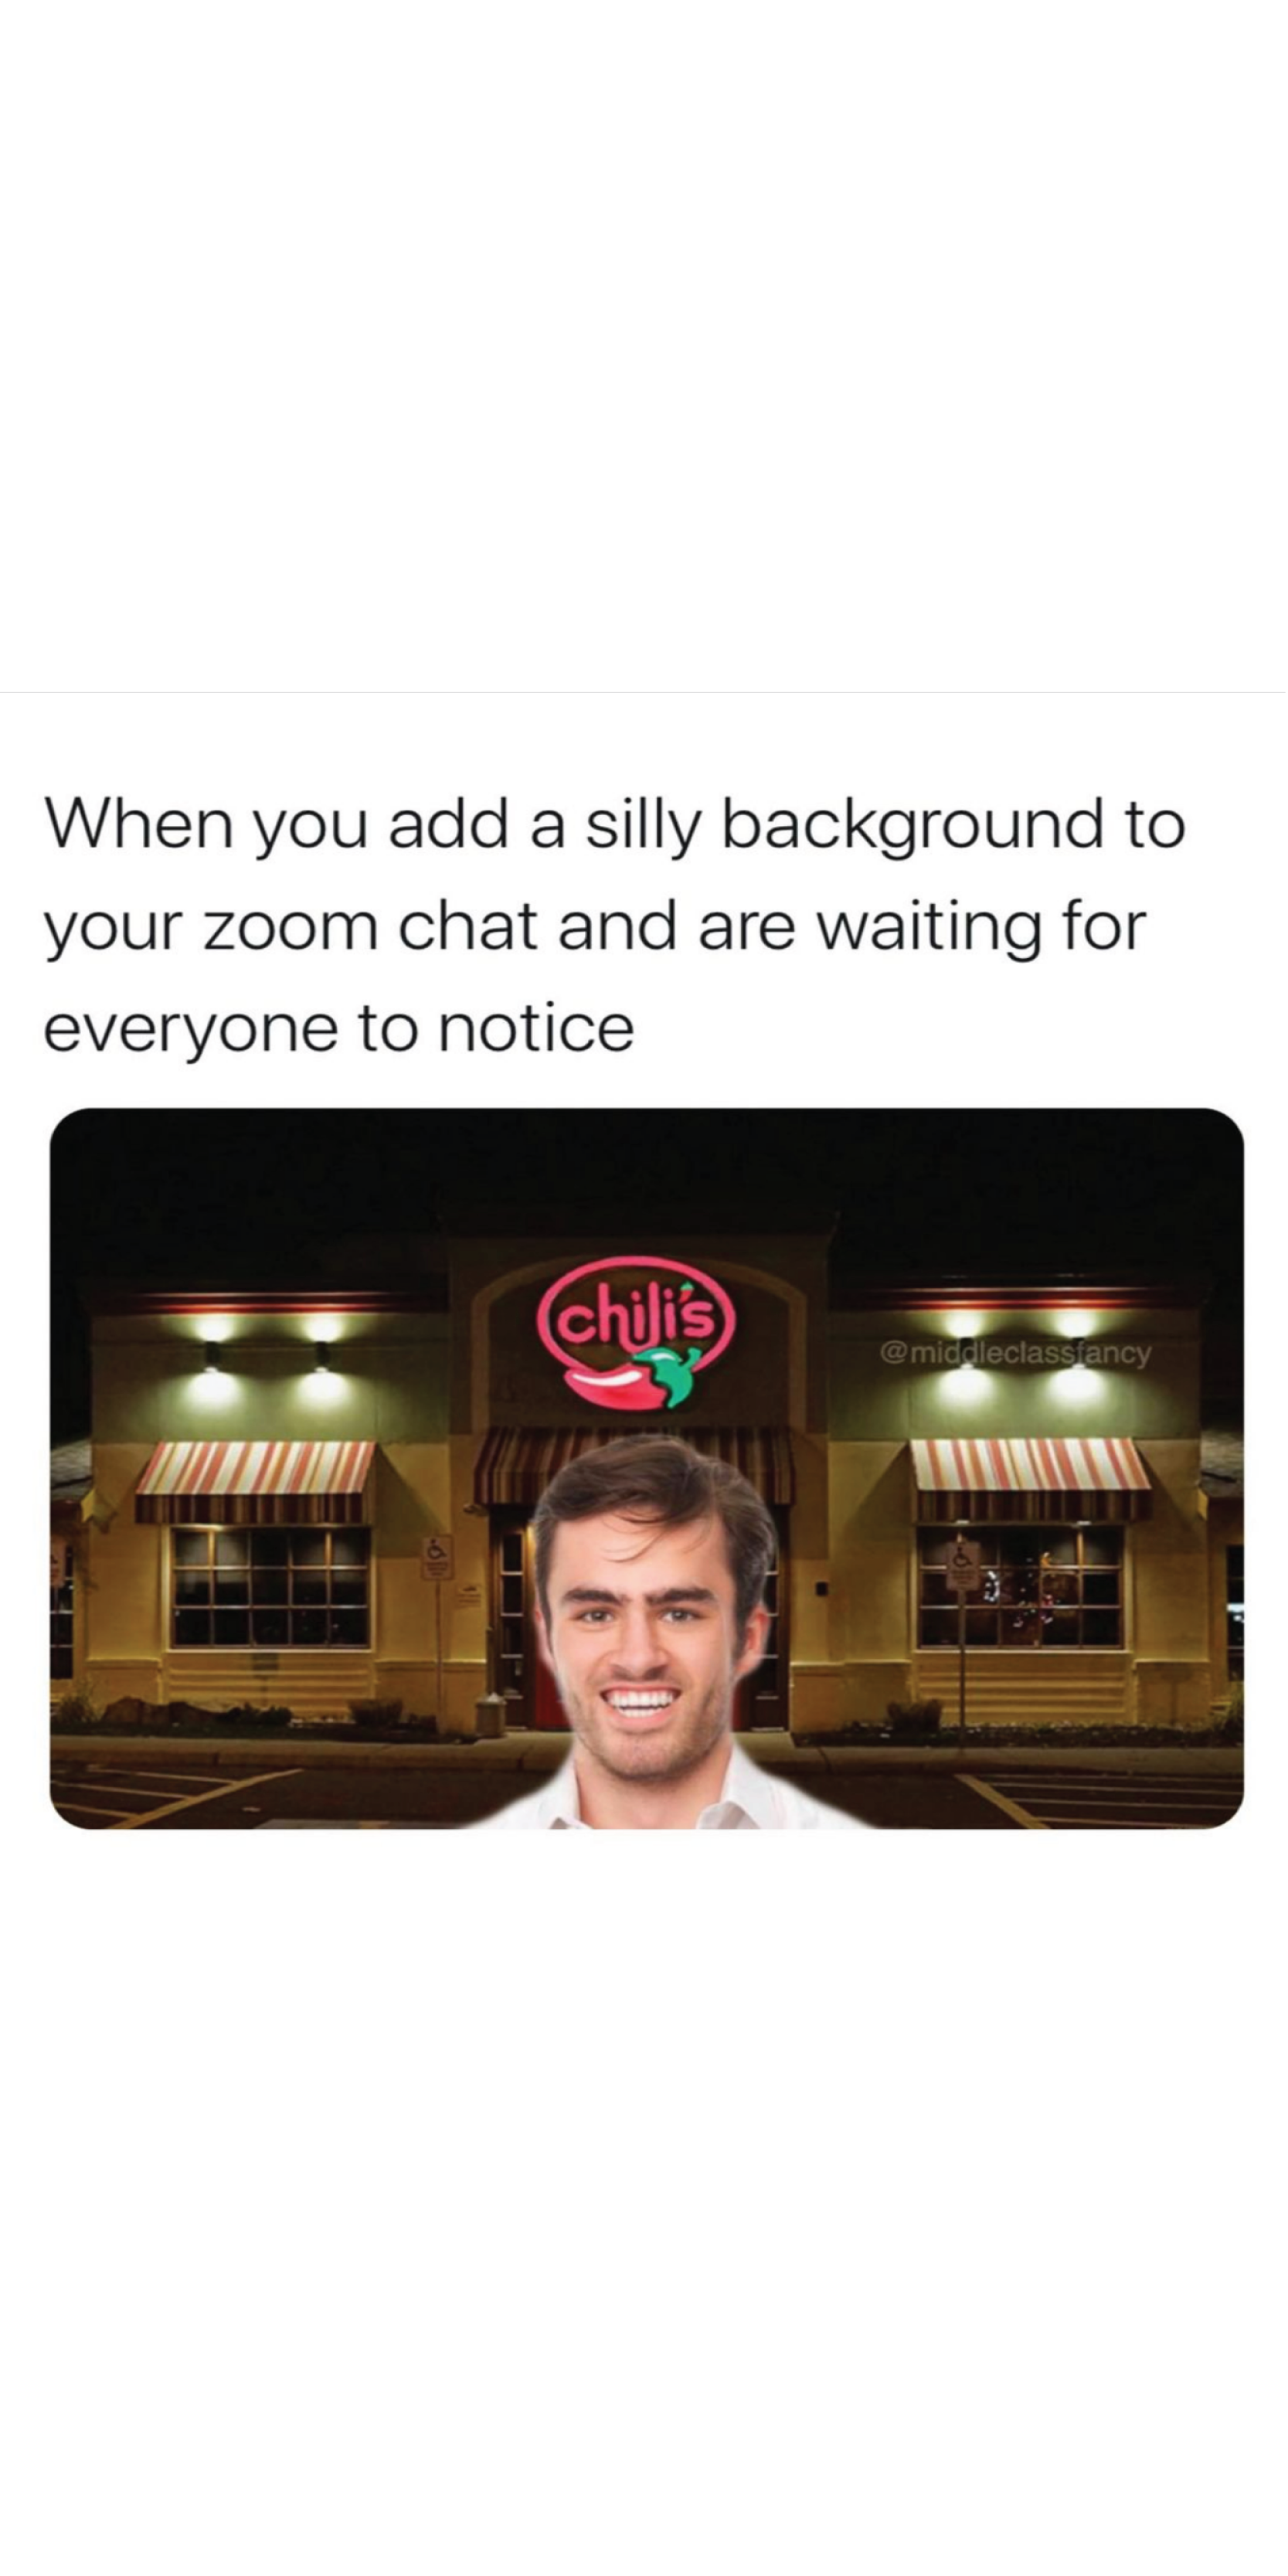 When you add a silly background to
your zoom chat and are waiting for
everyone to notice
chili's
@middleclassfancy